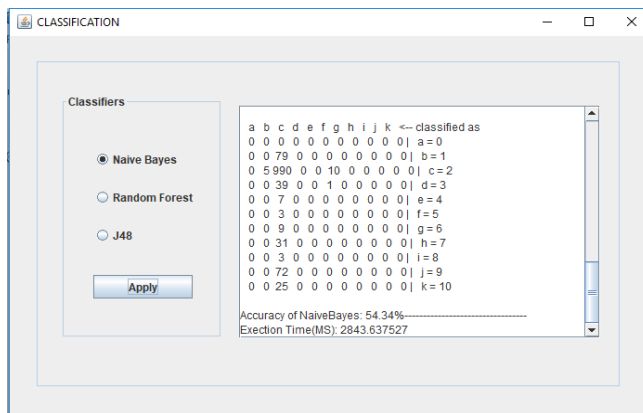 CLASSIFICATION
Classifiers
Naive Bayes
Random Forest
J48
Apply
a b c d e f g h i j k <-- classified as
0 0 0 0 0 0 0 0 0 0 0 | a = 0
0 0 79 0 0 0 0 0 0 0 0 | b = 1
0 5 990 0 0 10 0 0 0 0 0 | c = 2
0 0 39 0 0 1 0 0 0 0 0 | d = 3
0 0 7 0 0 0 0 0 0 0 0 | e = 4
0 0 3 0 0 0 0 0 0 0 0 | f = 5
0 0 9 0 0 0 0 0 0 0 0 | g = 6
0 0 31 0 0 0 0 0 0 0 0 | h = 7
0 0 3 0 0 0 0 0 0 0 0 | i = 8
0 0 72 0 0 0 0 0 0 0 0 | j = 9
0 0 25 0 0 0 0 0 0 0 0 | k = 10
Accuracy of NaiveBayes: 54.34%---------------------------------
Exection Time(MS): 2843.637527